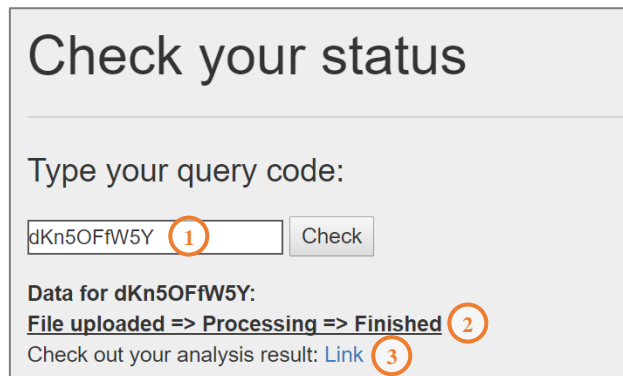 Check your status
Type your query code:
dKn5OFfW5Y 1 Check
Data for dKn5OFfW5Y:
File uploaded => Processing => Finished 2
Check out your analysis result: Link 3